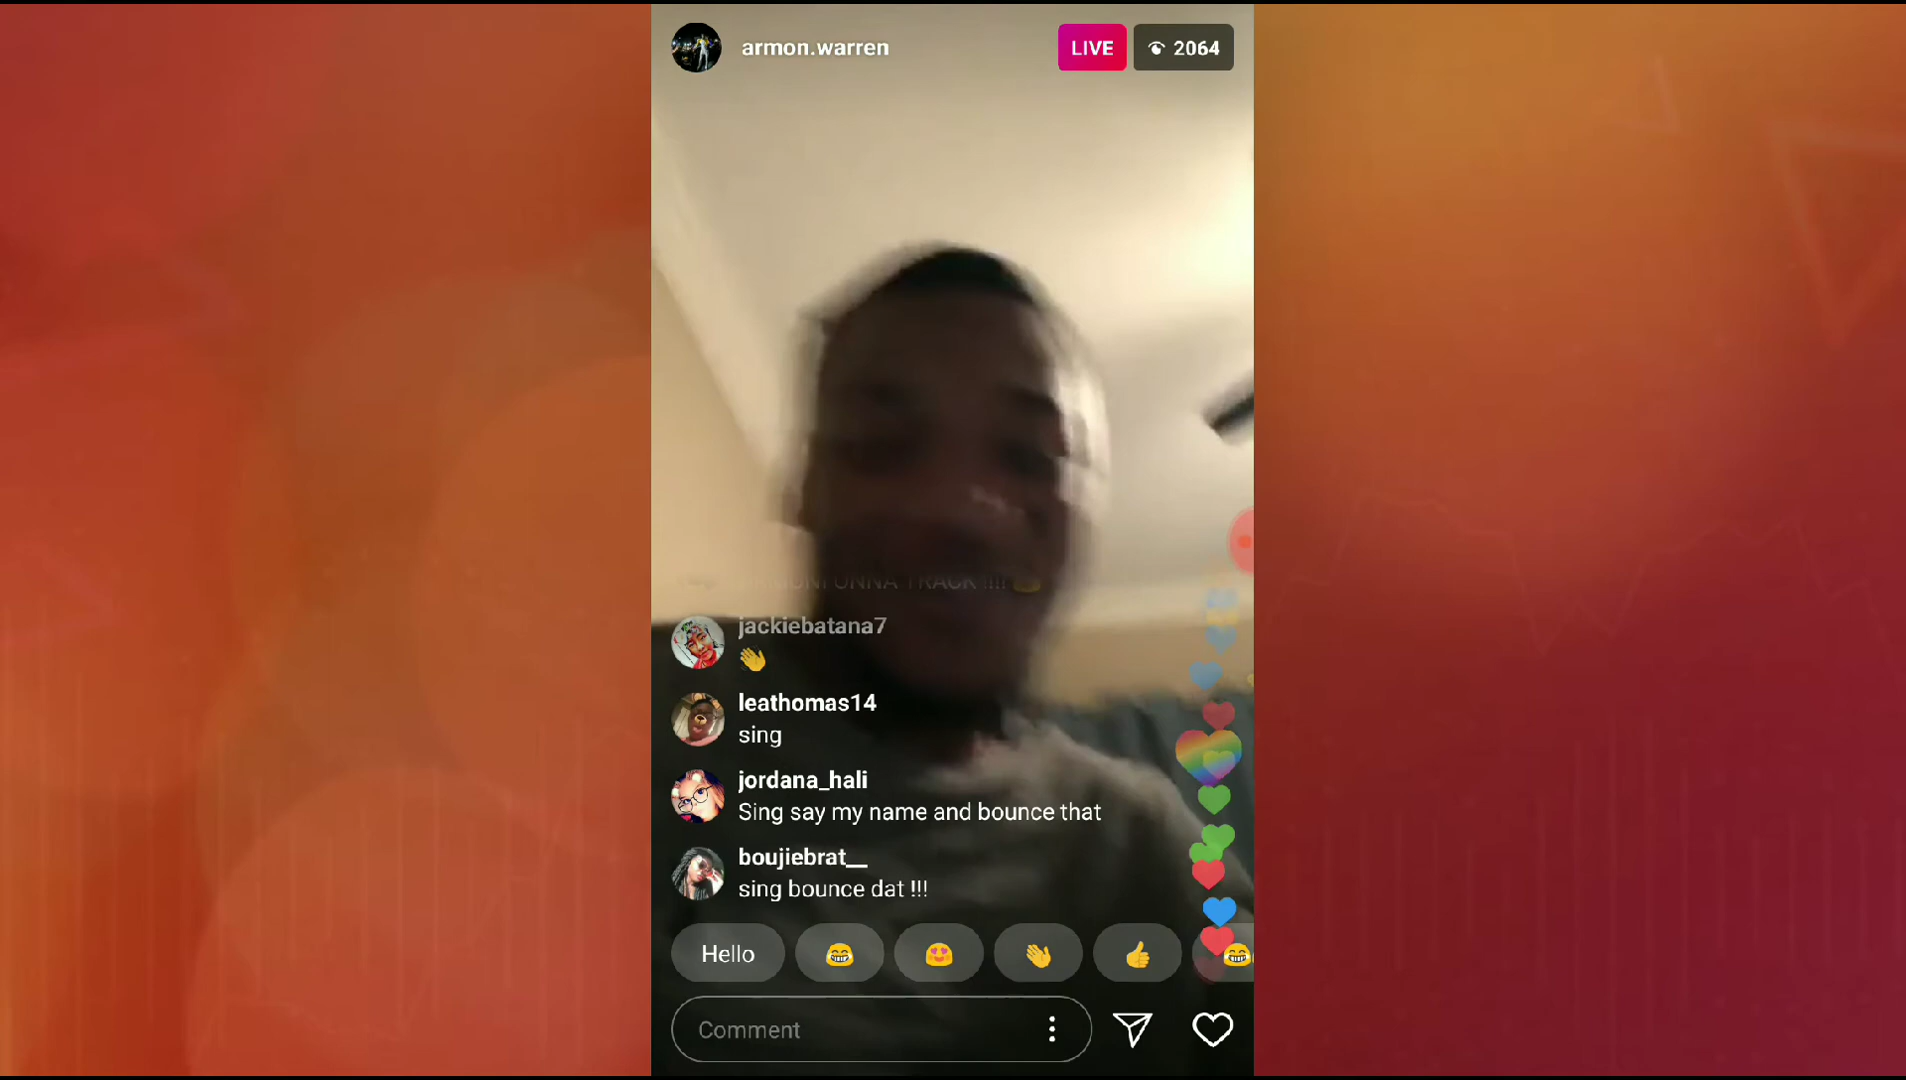 armon.warren
LIVE 2064
TRACK !!!! 😂
jackiebatana7
👋
leathomas14
sing
jordana_hali
Sing say my name and bounce that
boujiebrat__
sing bounce dat !!!
Hello 😂 😍 👋 👍 😂
Comment